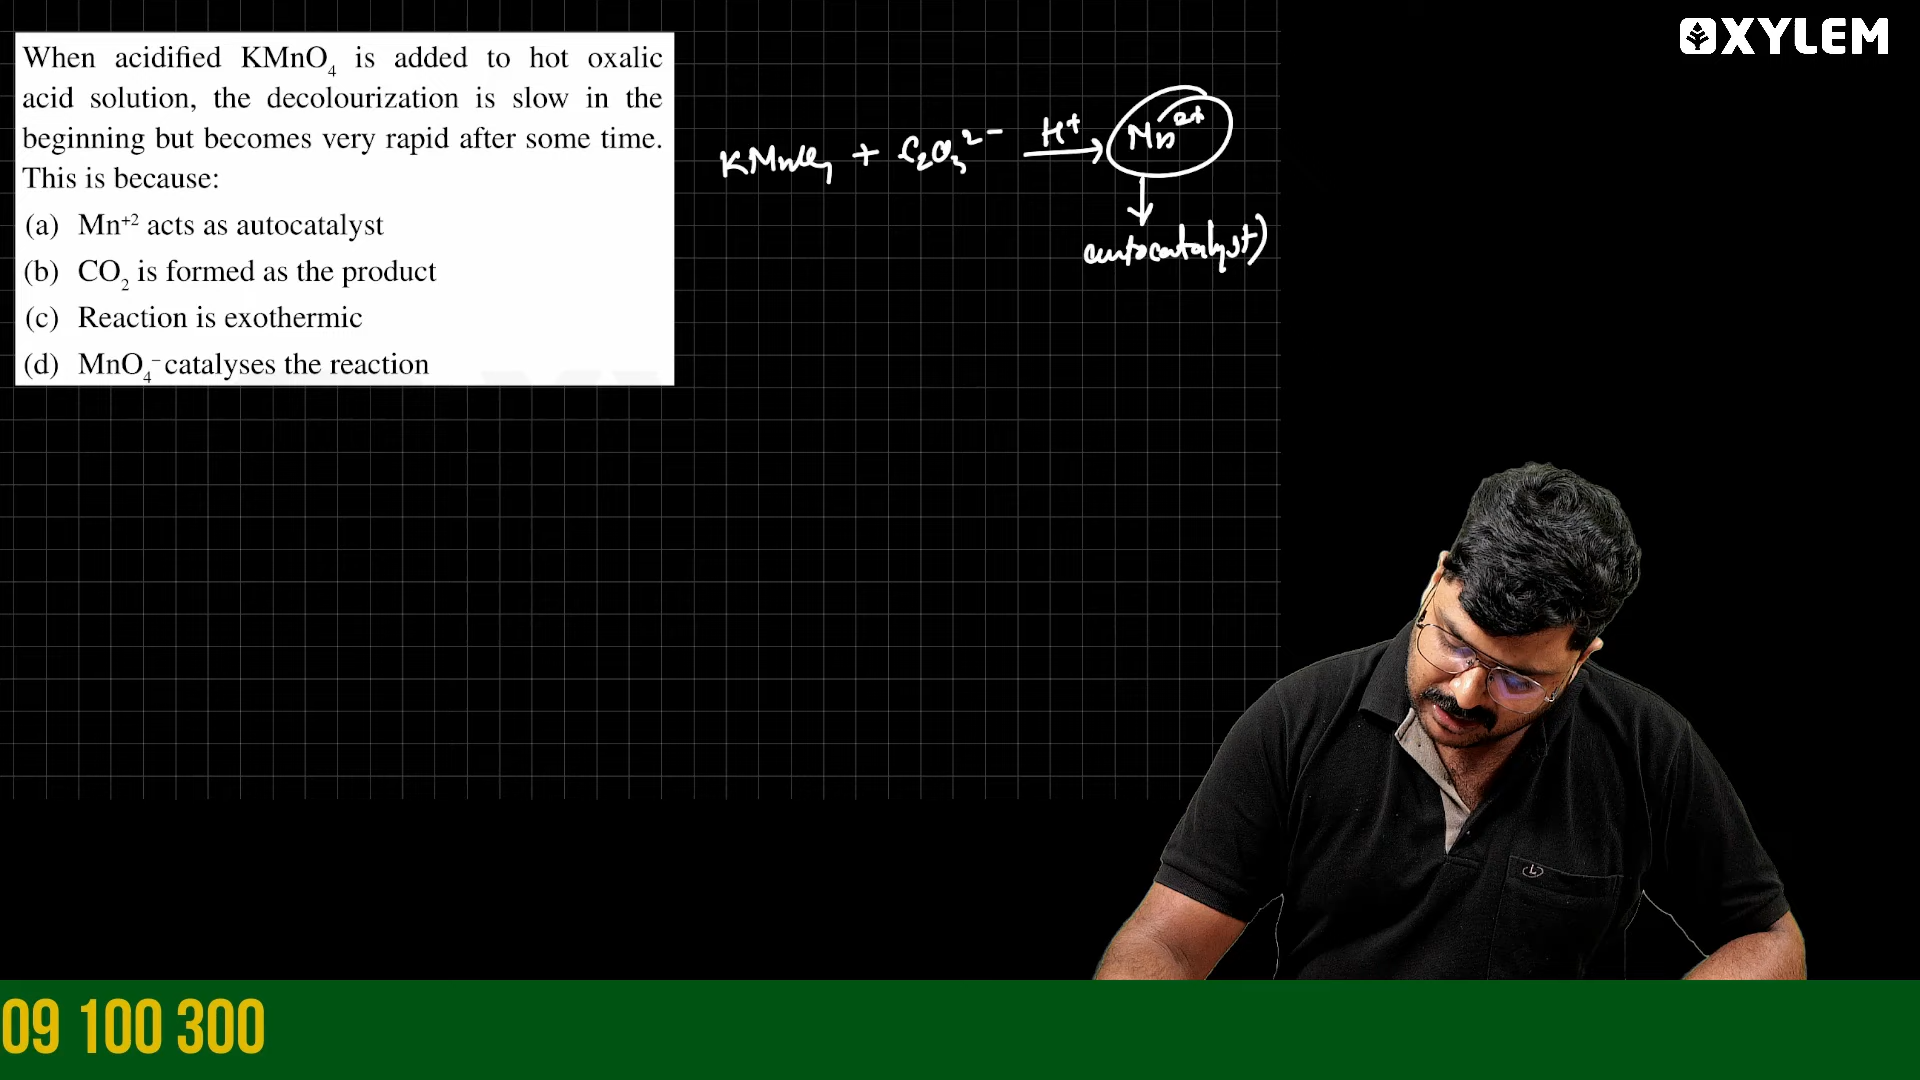 XYLEM
When acidified KMnO4 is added to hot oxalic
acid solution, the decolourization is slow in the
beginning but becomes very rapid after some time.
This is because:
(a) Mn+2 acts as autocatalyst
(b) CO2 is formed as the product
(c) Reaction is exothermic
(d) MnO4– catalyses the reaction
KMnO4 + C2O3 2– H+ → Mn2+
autocatalyst)
09 100 300